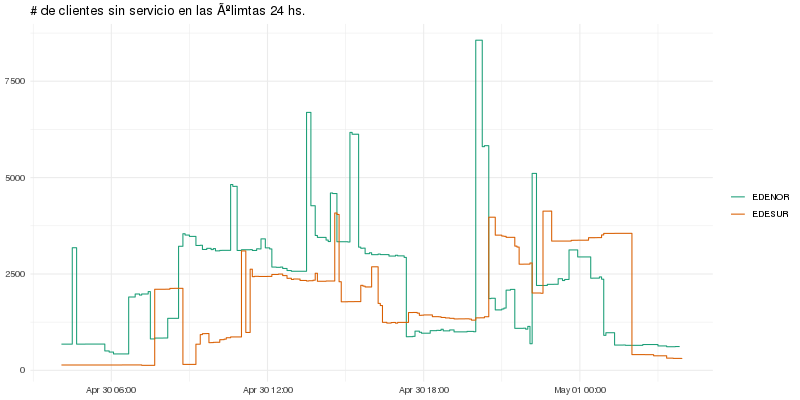 # de clientes sin servicio en las Ãºlimtas 24 hs.
7500
5000
2500
0
Apr 30 06:00
Apr 30 12:00
Apr 30 18:00
May 01 00:00
EDENOR
EDESUR